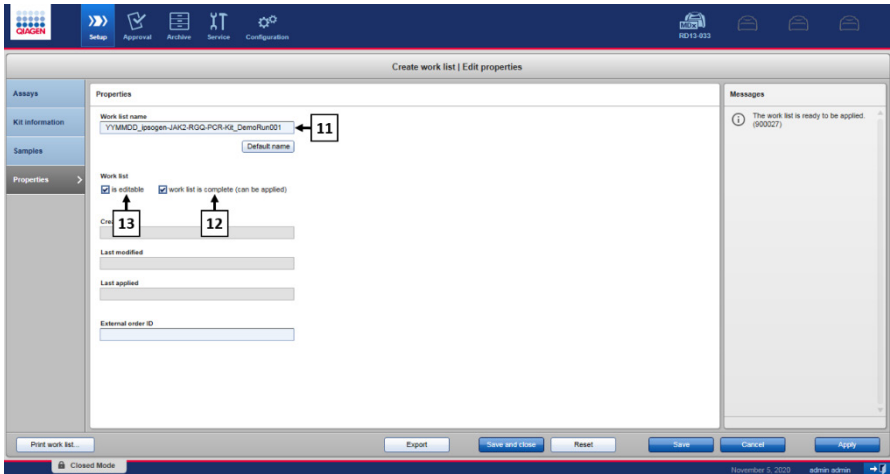 QIAGEN
Setup
Approval
Archive
Service
Configuration
MDx
RD13-033
Create work list | Edit properties
Assays
Kit information
Samples
Properties
Properties
Work list name
YYMMDD_ipsogen-JAK2-RGQ-PCR-Kit_DemoRun001
11
Default name
Work list
is editable
work list is complete (can be applied)
13
12
Last modified
Last applied
External order ID
Messages
The work list is ready to be applied.
(900027)
Print work list...
Export
Save and close
Reset
Save
Cancel
Apply
Closed Mode
November 5, 2020
admin admin